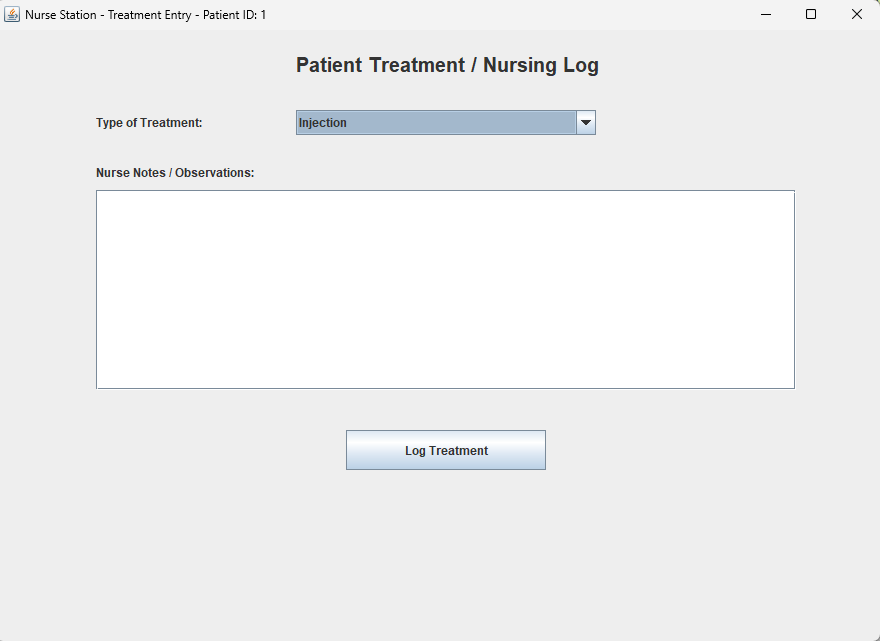 Nurse Station - Treatment Entry - Patient ID: 1
Patient Treatment / Nursing Log
Type of Treatment:
Injection
Nurse Notes / Observations:
Log Treatment